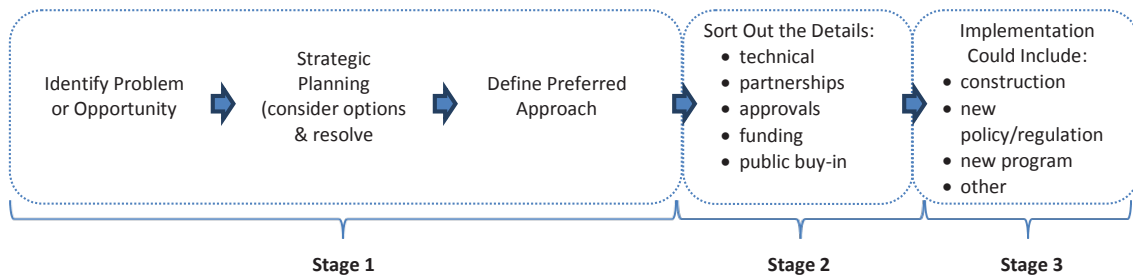 Identify Problem
or Opportunity
Strategic
Planning
(consider options
& resolve
Define Preferred
Approach
Sort Out the Details:
• technical
• partnerships
• approvals
• funding
• public buy-in
Implementation
Could Include:
• construction
• new
policy/regulation
• new program
• other
Stage 1
Stage 2
Stage 3